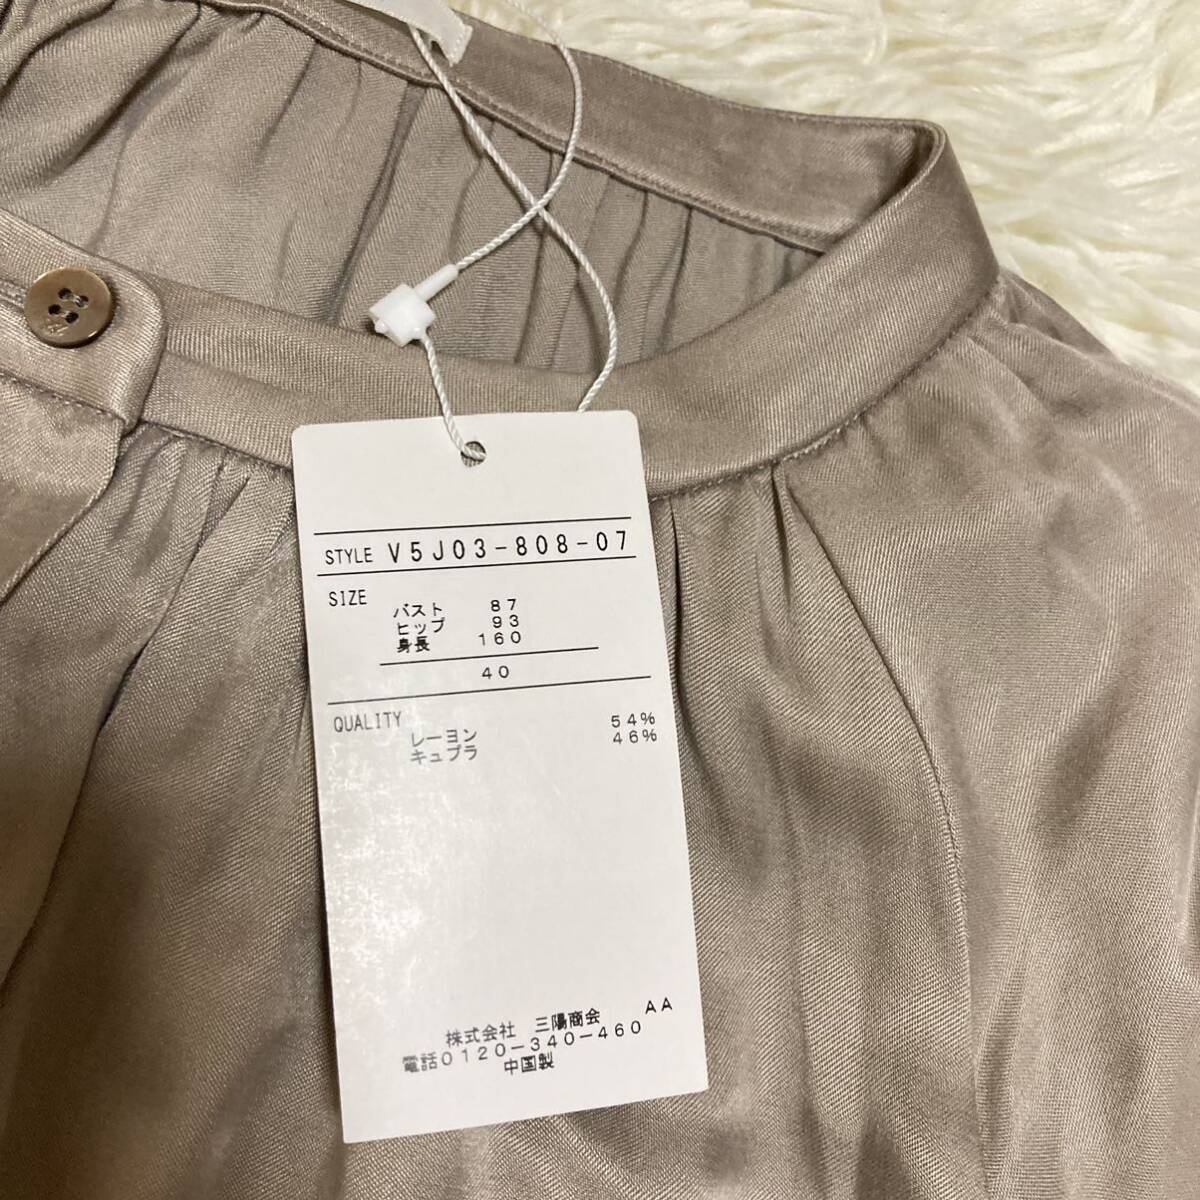 STYLE V5J03-808-07
SIZE
バスト 87
ヒップ 93
身長 160
40
QUALITY
レーヨン 54%
キュプラ 46%
株式会社 三陽商会 AA
電話0120-340-460
中国製